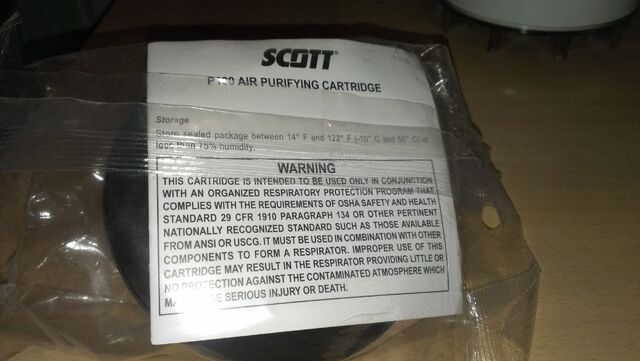 SCOTT
P100 AIR PURIFYING CARTRIDGE
Storage
Store sealed package between 14° F and 122° F (-10° C and 50° C) at
less than 75% humidity.
WARNING
THIS CARTRIDGE IS INTENDED TO BE USED ONLY IN CONJUNCTION
WITH AN ORGANIZED RESPIRATORY PROTECTION PROGRAM THAT
COMPLIES WITH THE REQUIREMENTS OF OSHA SAFETY AND HEALTH
STANDARD 29 CFR 1910 PARAGRAPH 134 OR OTHER PERTINENT
NATIONALLY RECOGNIZED STANDARD SUCH AS THOSE AVAILABLE
FROM ANSI OR USCG. IT MUST BE USED IN COMBINATION WITH OTHER
COMPONENTS TO FORM A RESPIRATOR. IMPROPER USE OF THIS
CARTRIDGE MAY RESULT IN THE RESPIRATOR PROVIDING LITTLE OR
NO PROTECTION AGAINST THE CONTAMINATED ATMOSPHERE WHICH
SERIOUS INJURY OR DEATH.